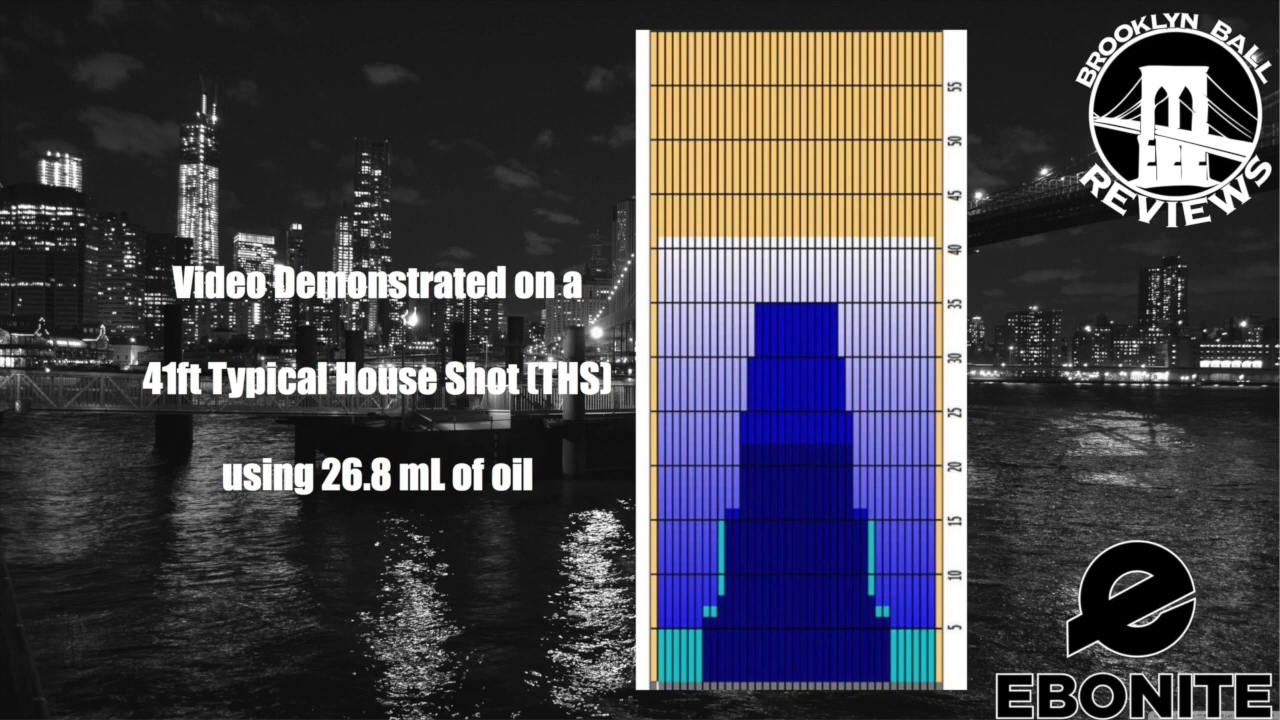 Video Demonstrated on a
41ft Typical House Shot (THS)
using 26.8 mL of oil
55
50
45
40
35
30
25
20
15
10
5
BROOKLYN BALL
REVIEWS
e
EBONITE